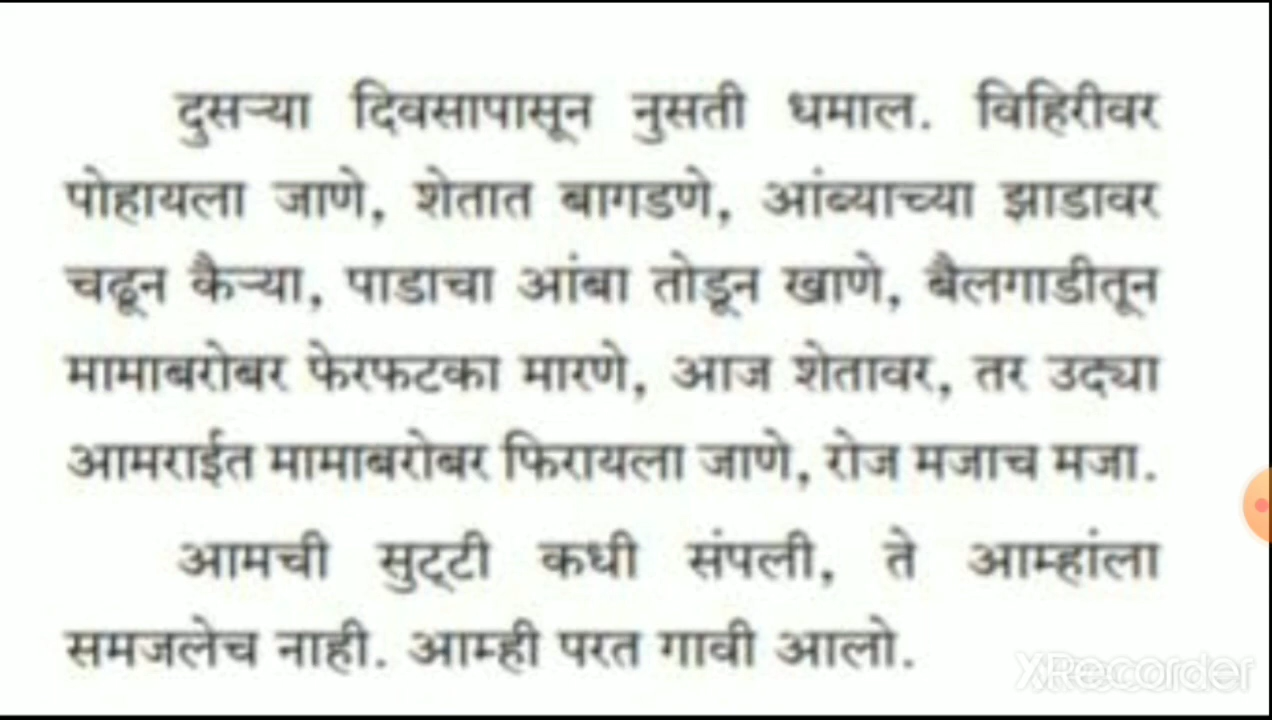 दुसऱ्या दिवसापासून नुसती धमाल. विहिरीवर
पोहायला जाणे, शेतात बागडणे, आंब्याच्या झाडावर
चढून कैऱ्या, पाडाचा आंबा तोडून खाणे, बैलगाडीतून
मामाबरोबर फेरफटका मारणे, आज शेतावर, तर उद्या
आमराईत मामाबरोबर फिरायला जाणे, रोज मजाच मजा.
आमची सुट्टी कधी संपली, ते आम्हांला
समजलेच नाही. आम्ही परत गावी आलो.
XRecorder